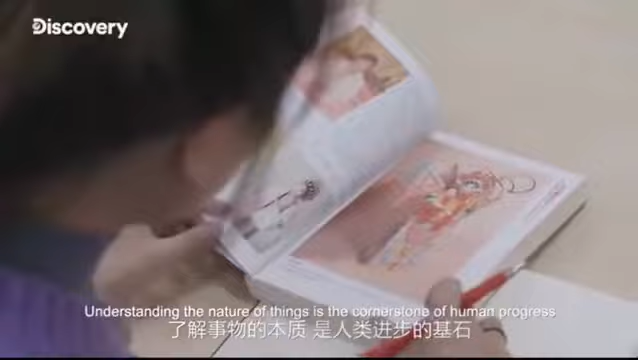 Discovery
Understanding the nature of things is the cornerstone of human progress
了解事物的本质 是人类进步的基石